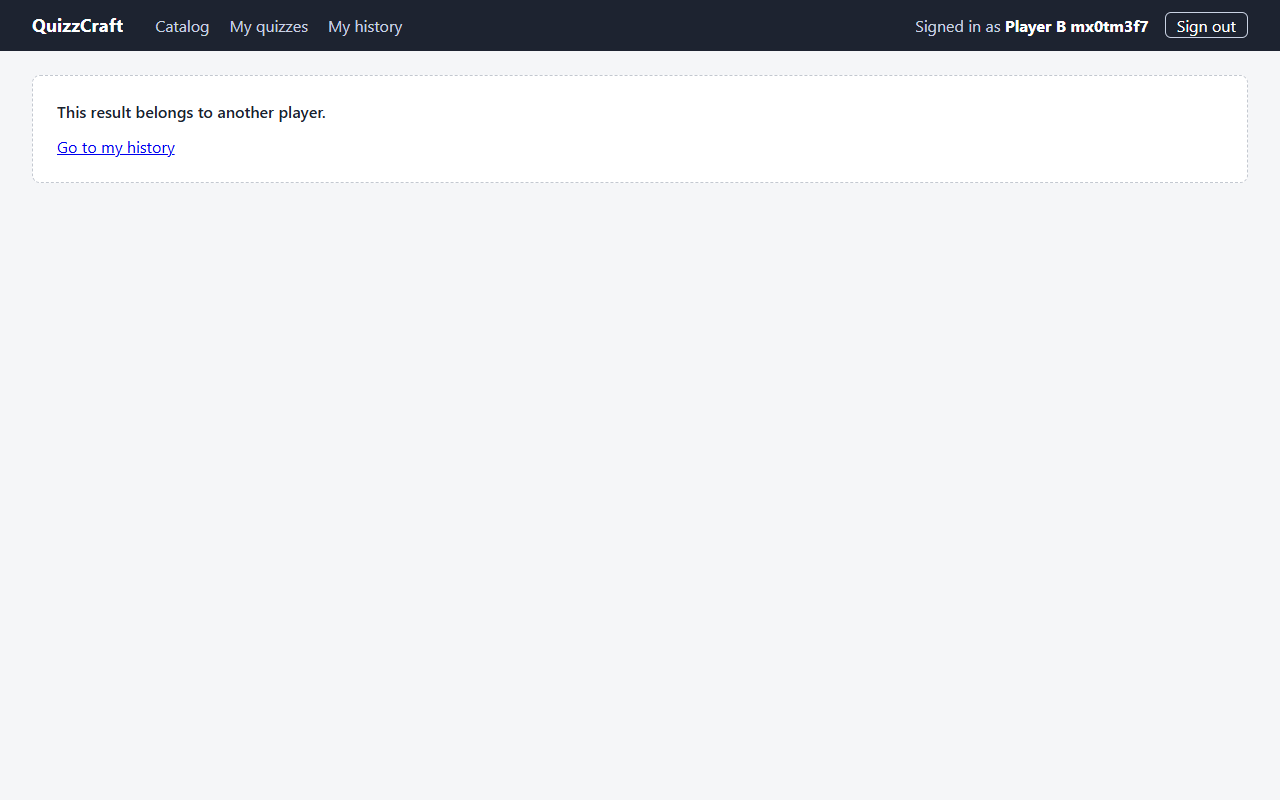 QuizzCraft Catalog My quizzes My history Signed in as Player B mx0tm3f7 Sign out
This result belongs to another player.
Go to my history